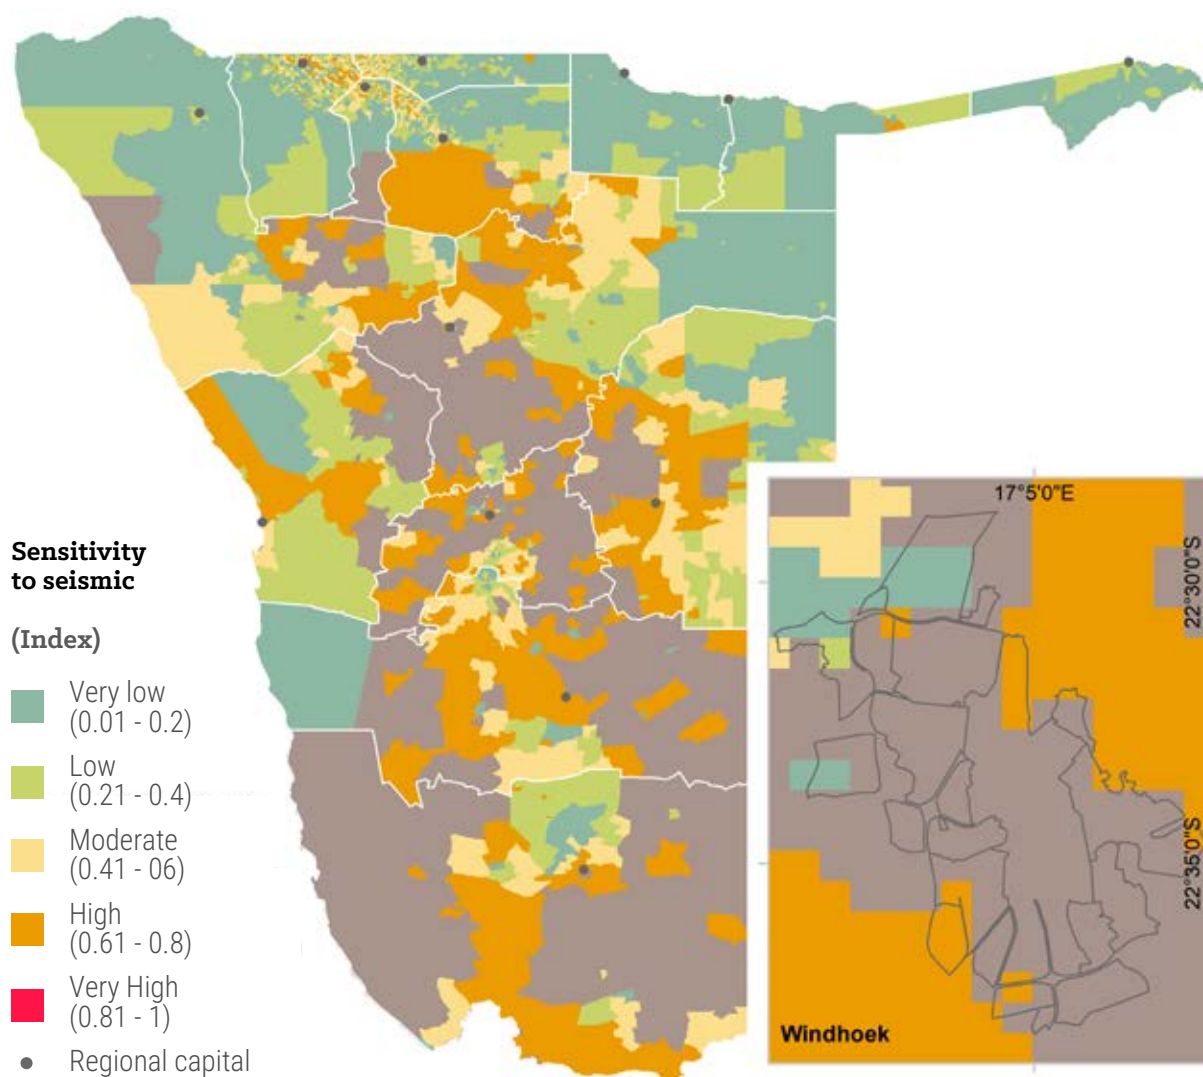 Sensitivity
to seismic
(Index)
Very low
(0.01 - 0.2)
Low
(0.21 - 0.4)
Moderate
(0.41 - 06)
High
(0.61 - 0.8)
Very High
(0.81 - 1)
Regional capital
17°5'0"E
22°30'0"S
22°35'0"S
Windhoek